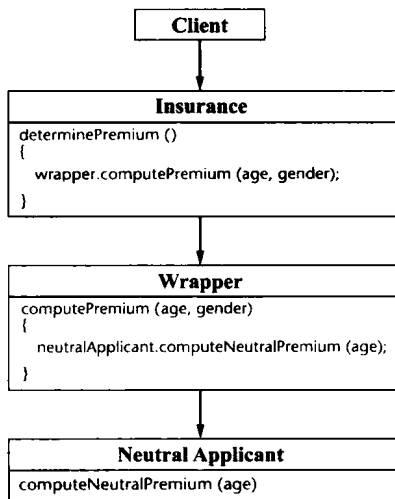 Client
Insurance
determinePremium ()
{
wrapper.computePremium (age, gender);
}
Wrapper
computePremium (age, gender)
{
neutralApplicant.computeNeutralPremium (age);
}
Neutral Applicant
computeNeutralPremium (age)